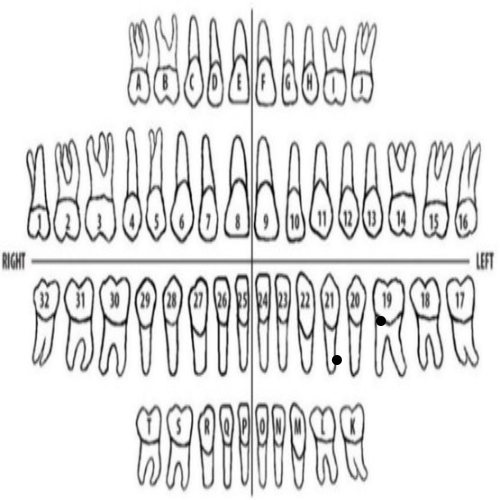 A B C D E F G H I J
1 2 3 4 5 6 7 8 9 10 11 12 13 14 15 16
RIGHT LEFT
32 31 30 29 28 27 26 25 24 23 22 21 20 19 18 17
T S R Q P O N M L K